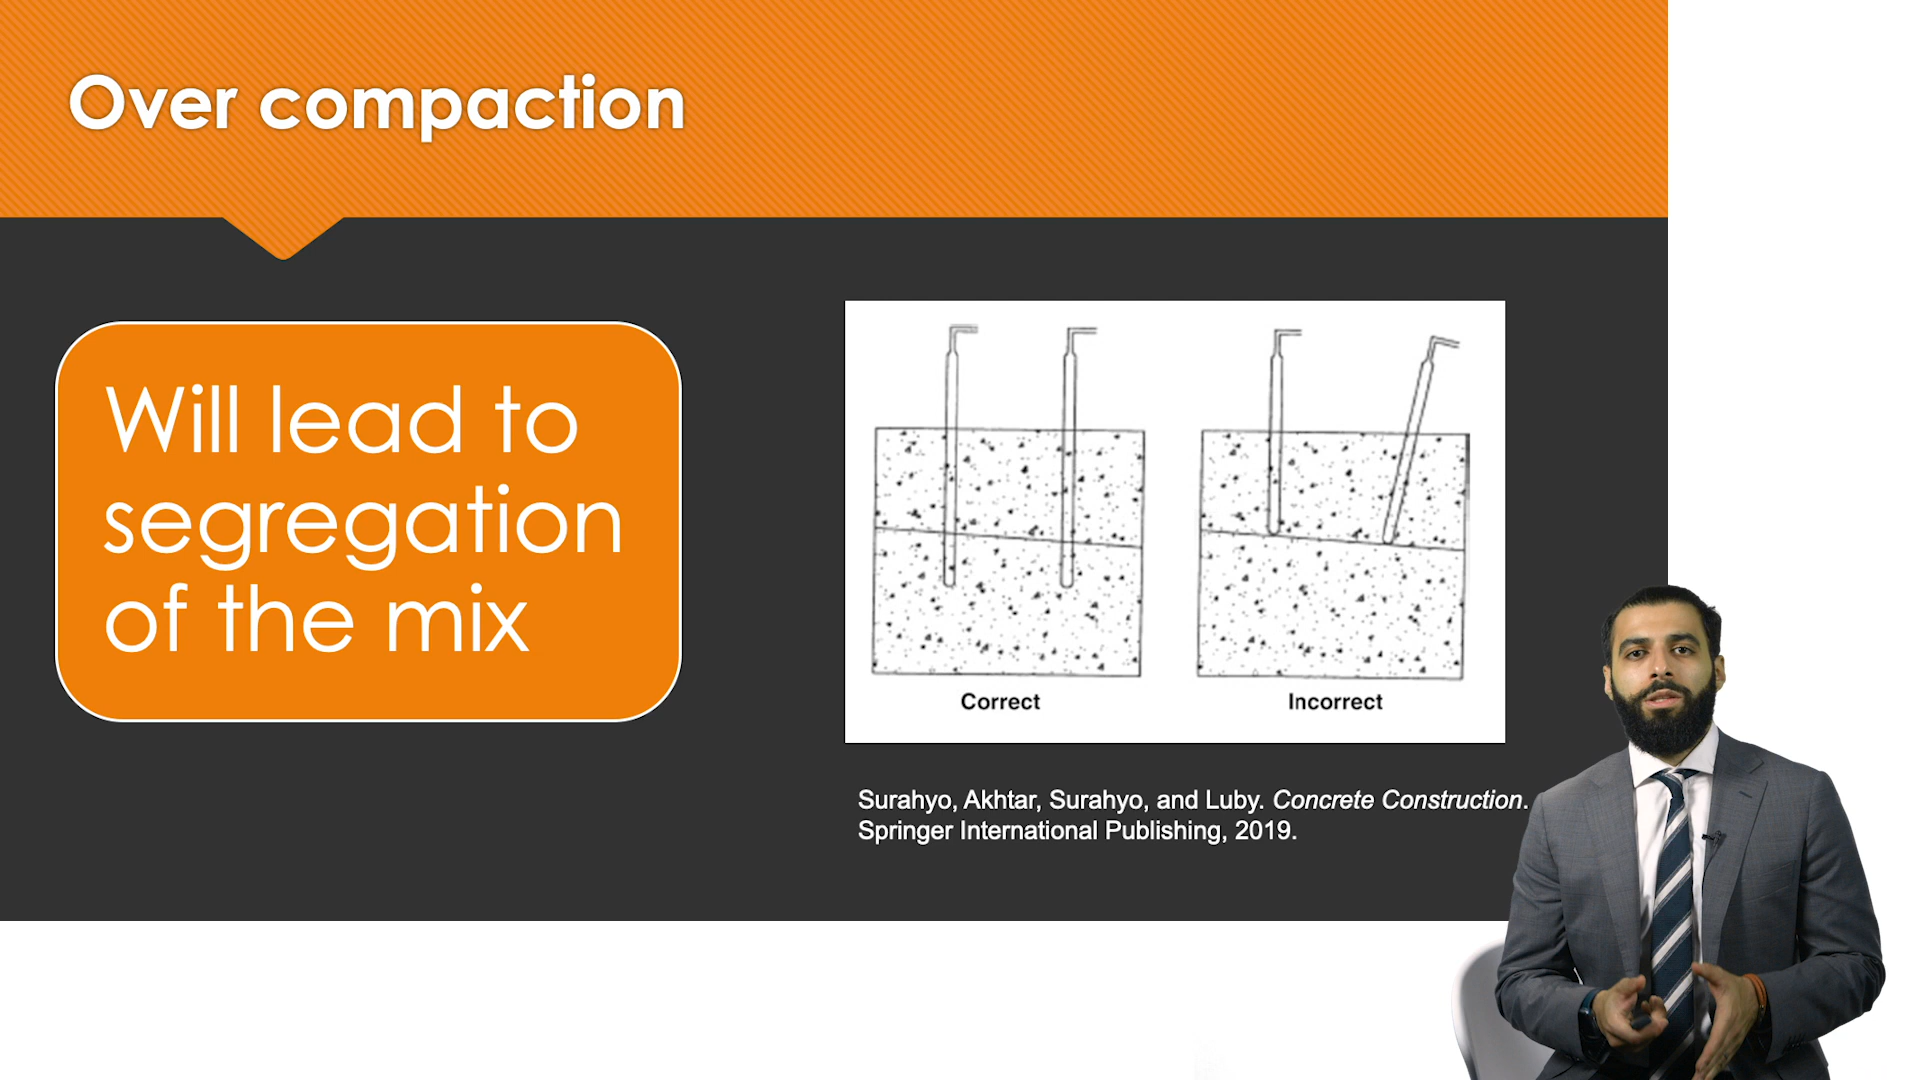 Over compaction
Will lead to
segregation
of the mix
Correct
Incorrect
Surahyo, Akhtar, Surahyo, and Luby. Concrete Construction.
Springer International Publishing, 2019.